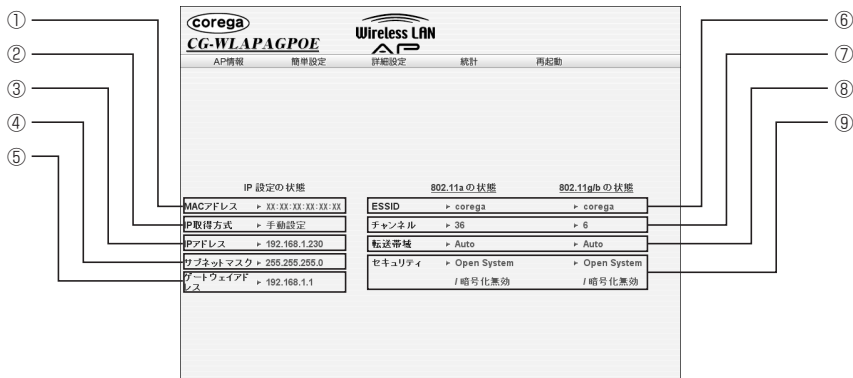 ① ② ③ ④ ⑤
corega
CG-WLAPAGPOE
Wireless LAN
AP
AP情報 簡単設定 詳細設定 統計 再起動
IP 設定の状態
MACアドレス ▸ XX:XX:XX:XX:XX:XX
IP取得方式 ▸ 手動設定
IPアドレス ▸ 192.168.1.230
サブネットマスク ▸ 255.255.255.0
ゲートウェイアド
レス ▸ 192.168.1.1
802.11a の状態 802.11g/b の状態
ESSID ▸ corega ▸ corega
チャンネル ▸ 36 ▸ 6
転送帯域 ▸ Auto ▸ Auto
セキュリティ ▸ Open System ▸ Open System
/ 暗号化無効 / 暗号化無効
⑥ ⑦ ⑧ ⑨